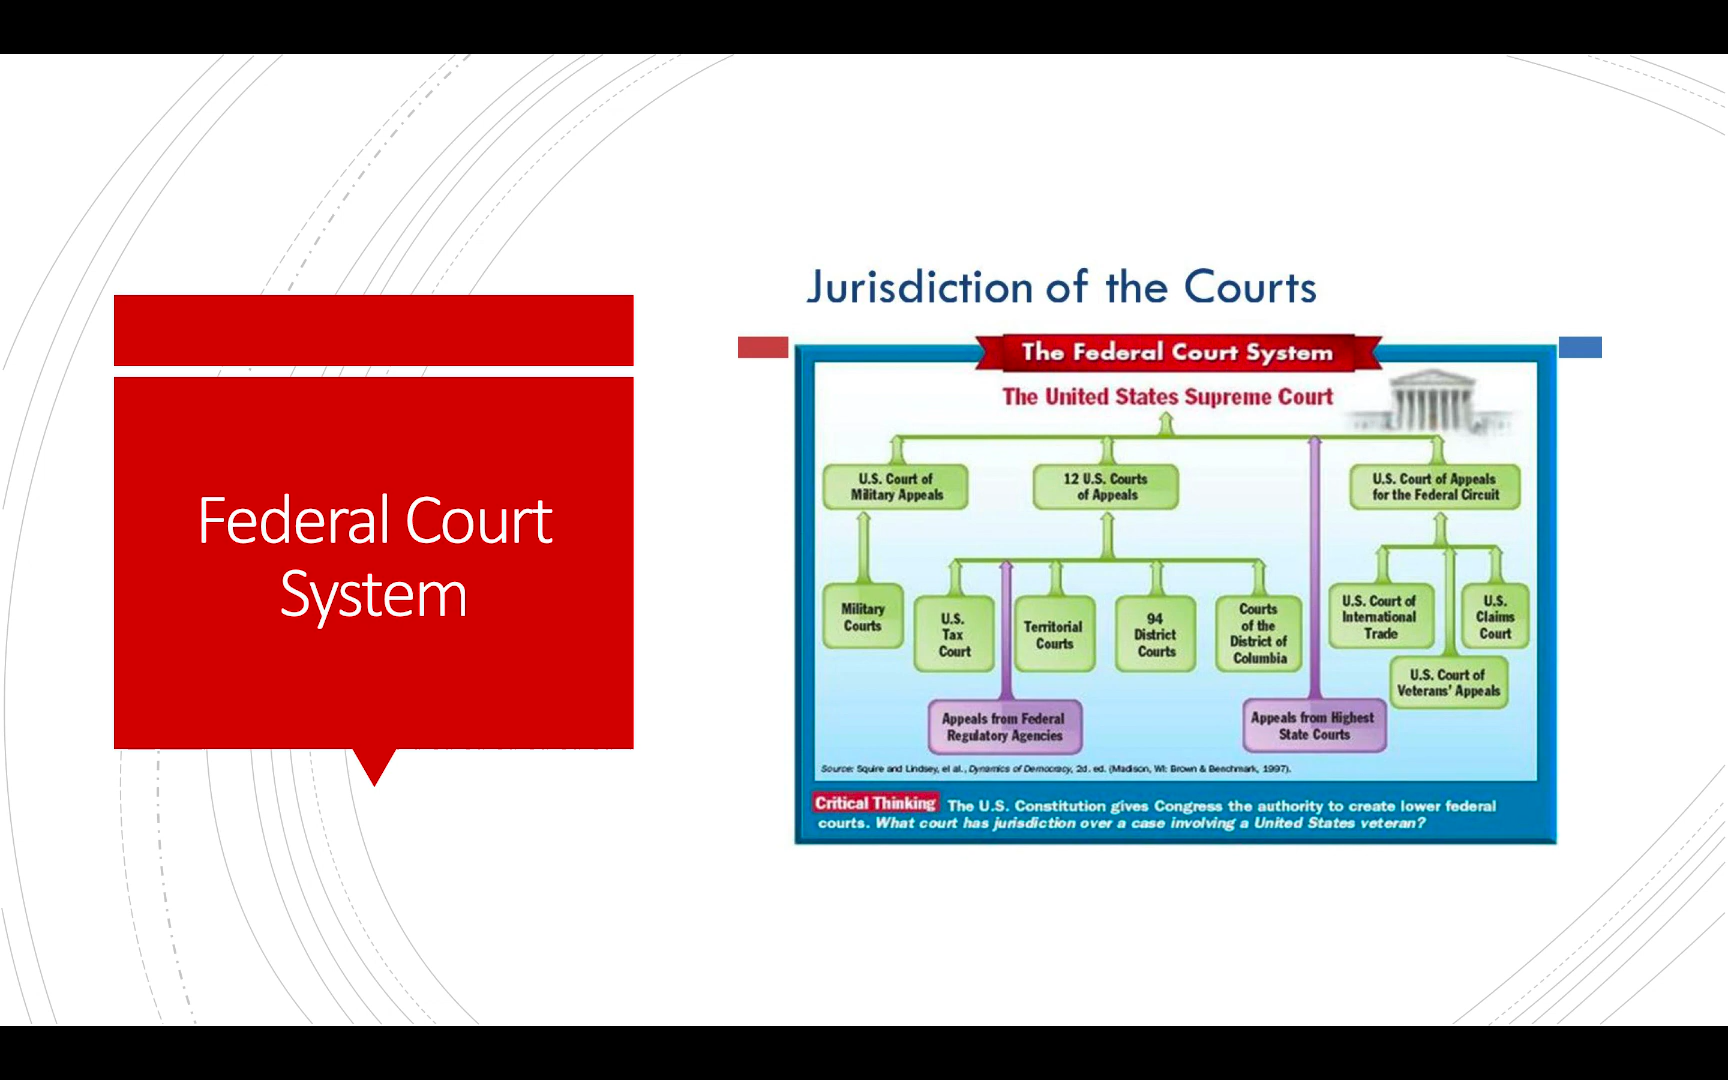 Federal Court
System
Jurisdiction of the Courts
The Federal Court System
The United States Supreme Court
U.S. Court of
Military Appeals
12 U.S. Courts
of Appeals
U.S. Court of Appeals
for the Federal Circuit
Military
Courts
U.S.
Tax
Court
Territorial
Courts
94
District
Courts
Courts
of the
District of
Columbia
U.S. Court of
International
Trade
U.S.
Claims
Court
U.S. Court of
Veterans' Appeals
Appeals from Federal
Regulatory Agencies
Appeals from Highest
State Courts
Source: Squire and Lindsey, el al., Dynamics of Democracy, 2d. ed. (Madison, WI: Brown & Benchmark, 1997).
Critical Thinking The U.S. Constitution gives Congress the authority to create lower federal
courts. What court has jurisdiction over a case involving a United States veteran?